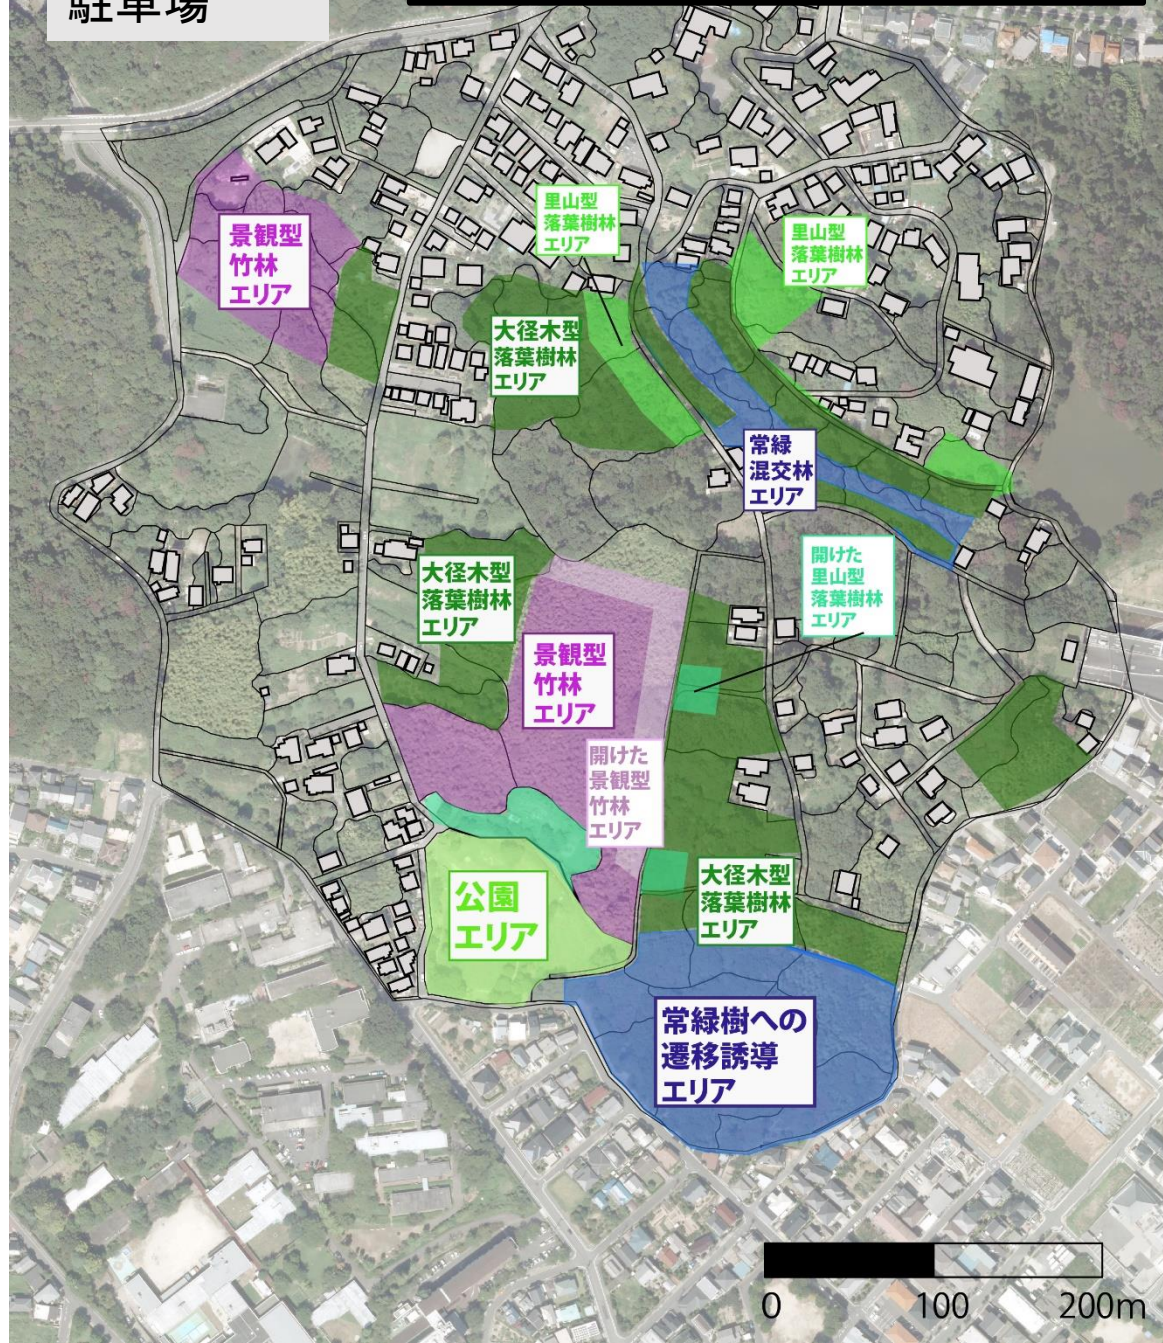 駐車場
景観型
竹林
エリア
里山型
落葉樹林
エリア
里山型
落葉樹林
エリア
大径木型
落葉樹林
エリア
常緑
混交林
エリア
開けた
里山型
落葉樹林
エリア
大径木型
落葉樹林
エリア
景観型
竹林
エリア
開けた
景観型
竹林
エリア
大径木型
落葉樹林
エリア
公園
エリア
常緑樹への
遷移誘導
エリア
0 100 200m